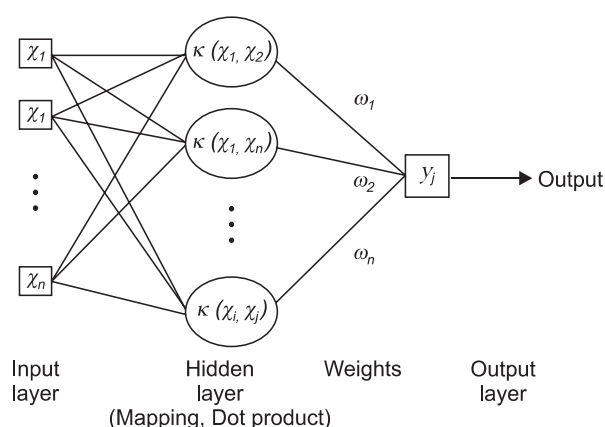 χ1
χ1
χn
κ (χ1, χ2)
κ (χ1, χn)
κ (χi, χj)
ω1
ω2
ωn
yj
Output
Input
layer
Hidden
layer
(Mapping, Dot product)
Weights
Output
layer